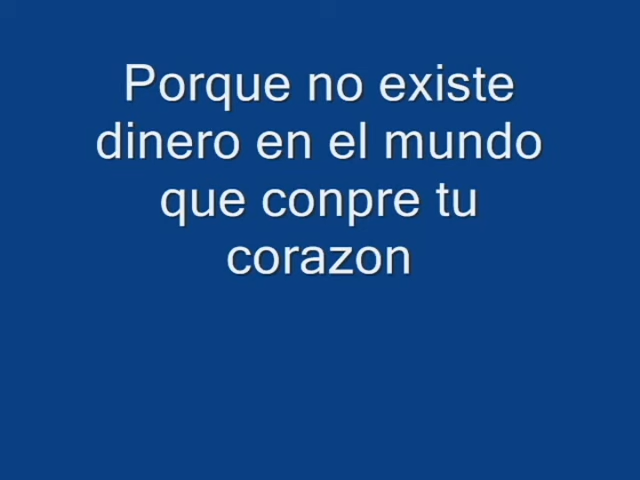 Porque no existe
dinero en el mundo
que conpre tu
corazon